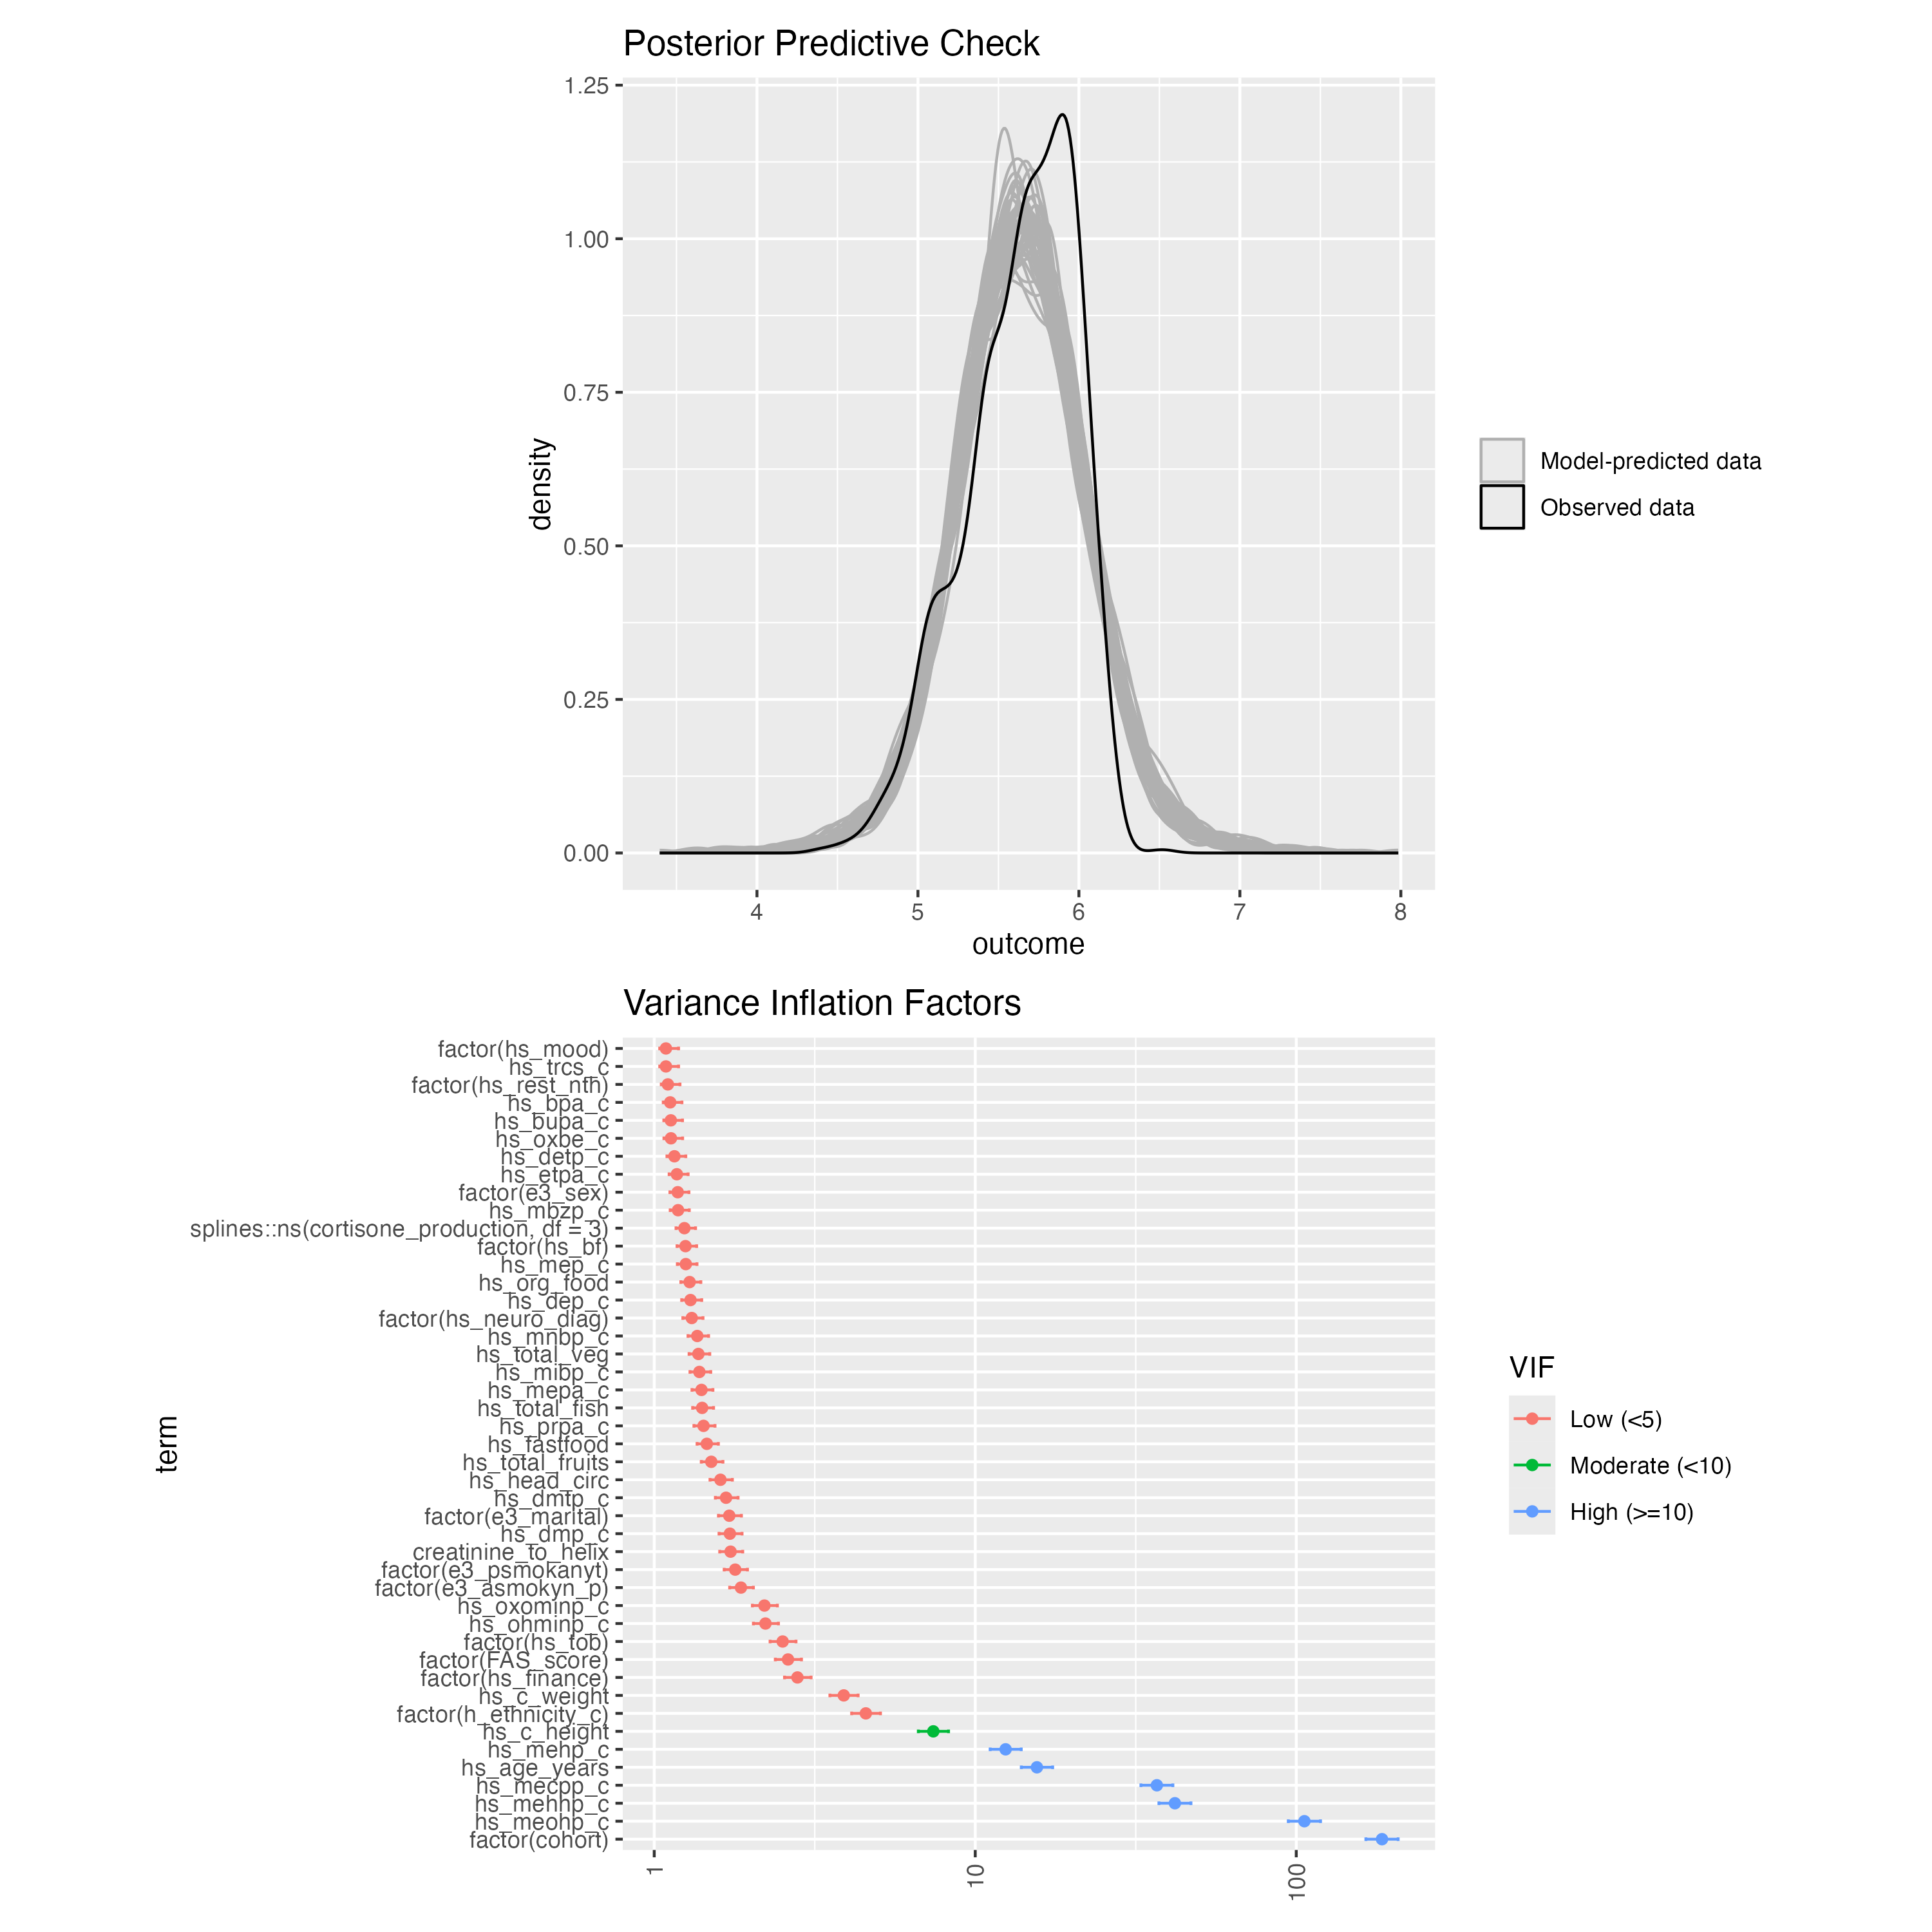 Posterior Predictive Check
1.25
1.00
0.75
0.50
0.25
0.00
density
4 5 6 7 8
outcome
Model-predicted data
Observed data
Variance Inflation Factors
factor(hs_mood)
hs_trcs_c
factor(hs_rest_nth)
hs_bpa_c
hs_bupa_c
hs_oxbe_c
hs_detp_c
hs_etpa_c
factor(e3_sex)
hs_mbzp_c
splines::ns(cortisone_production, df = 3)
factor(hs_bf)
hs_mep_c
hs_org_food
hs_dep_c
factor(hs_neuro_diag)
hs_mnbp_c
hs_total_veg
hs_mibp_c
hs_mepa_c
hs_total_fish
hs_prpa_c
hs_fastfood
hs_total_fruits
hs_head_circ
hs_dmtp_c
factor(e3_marital)
hs_dmp_c
creatinine_to_helix
factor(e3_psmokanyt)
factor(e3_asmokyn_p)
hs_oxominp_c
hs_ohminp_c
factor(hs_tob)
factor(FAS_score)
factor(hs_finance)
hs_c_weight
factor(h_ethnicity_c)
hs_c_height
hs_mehp_c
hs_age_years
hs_mecpp_c
hs_mehhp_c
hs_meohp_c
factor(cohort)
term
1 10 100
VIF
Low (<5)
Moderate (<10)
High (>=10)